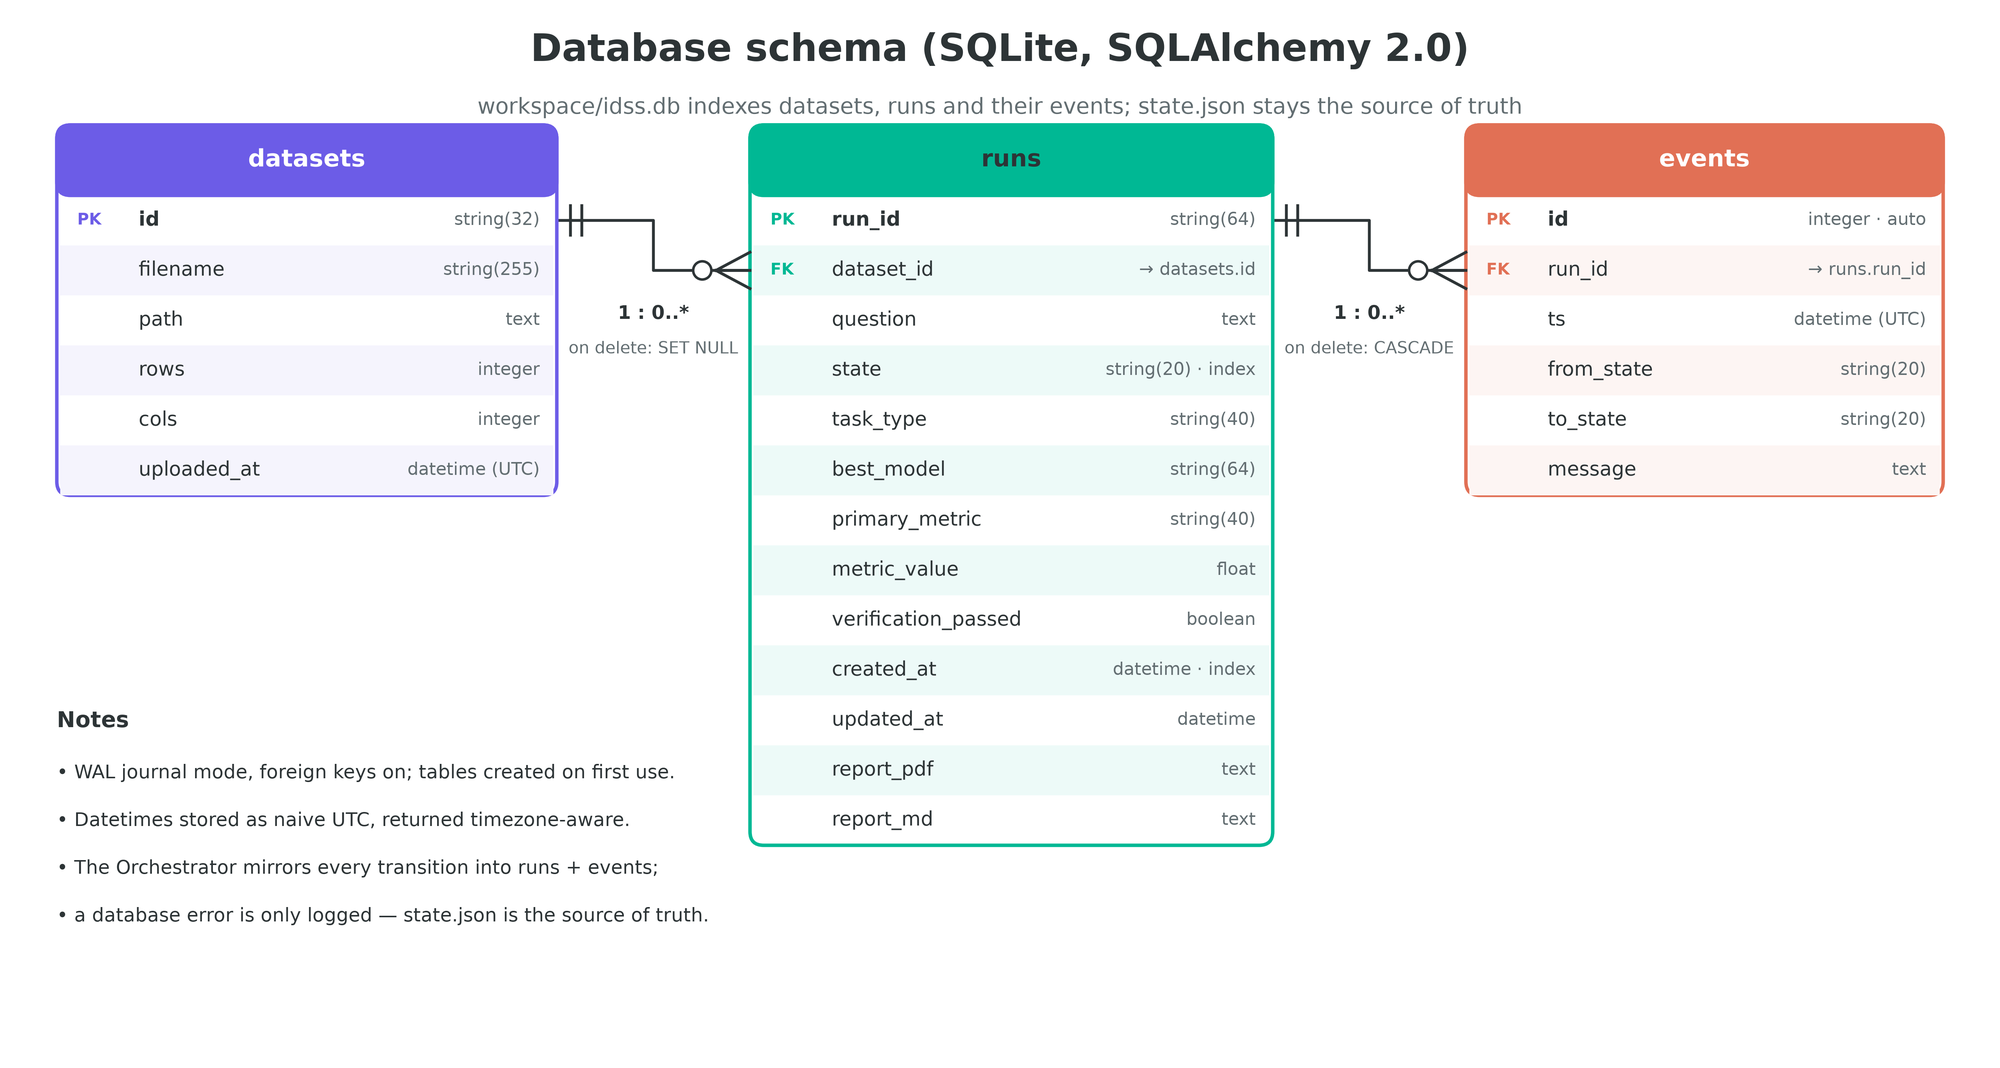 Database schema (SQLite, SQLAlchemy 2.0)
workspace/idss.db indexes datasets, runs and their events; state.json stays the source of truth
datasets
PK id string(32)
filename string(255)
path text
rows integer
cols integer
uploaded_at datetime (UTC)
1 : 0..*
on delete: SET NULL
runs
PK run_id string(64)
FK dataset_id → datasets.id
question text
state string(20) · index
task_type string(40)
best_model string(64)
primary_metric string(40)
metric_value float
verification_passed boolean
created_at datetime · index
updated_at datetime
report_pdf text
report_md text
1 : 0..*
on delete: CASCADE
events
PK id integer · auto
FK run_id → runs.run_id
ts datetime (UTC)
from_state string(20)
to_state string(20)
message text
Notes
• WAL journal mode, foreign keys on; tables created on first use.
• Datetimes stored as naive UTC, returned timezone-aware.
• The Orchestrator mirrors every transition into runs + events;
• a database error is only logged — state.json is the source of truth.